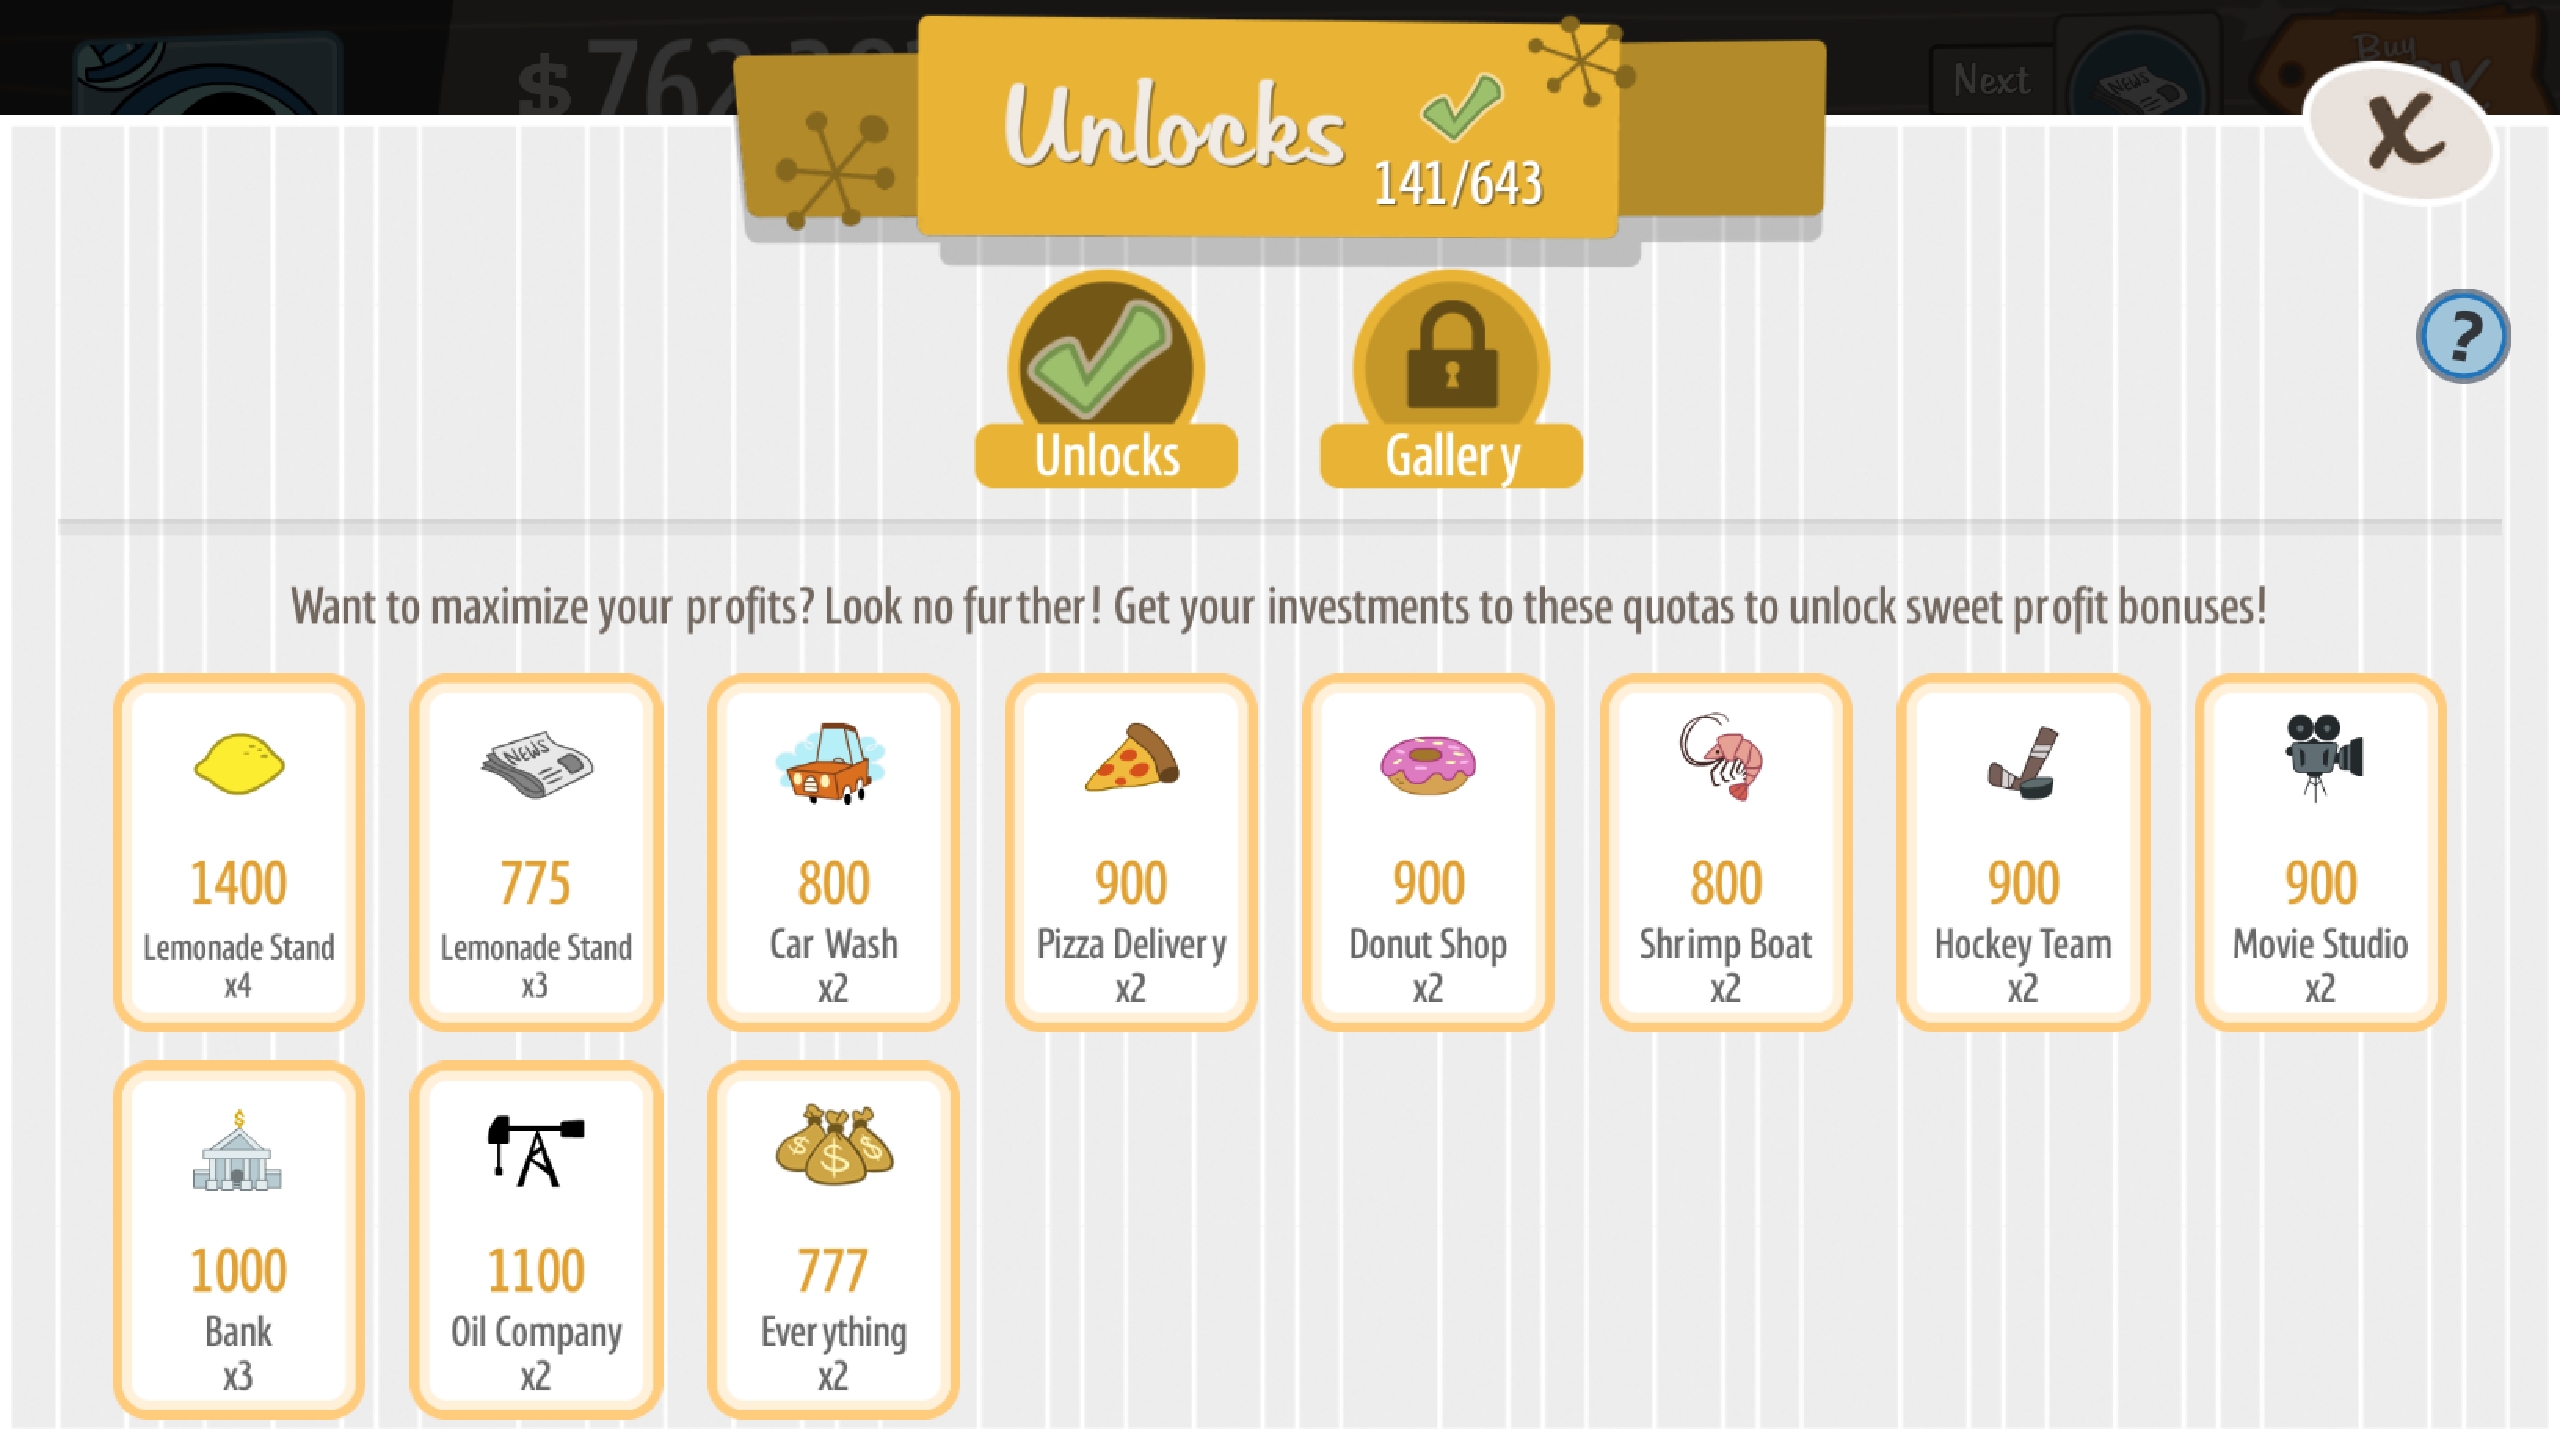 $762
Next
NEWS
Buy
Unlocks
141/643
X
?
Unlocks
Gallery
Want to maximize your profits? Look no further! Get your investments to these quotas to unlock sweet profit bonuses!
1400
Lemonade Stand
x4
NEWS
775
Lemonade Stand
x3
800
Car Wash
x2
900
Pizza Delivery
x2
900
Donut Shop
x2
800
Shrimp Boat
x2
900
Hockey Team
x2
900
Movie Studio
x2
$
1000
Bank
x3
1100
Oil Company
x2
$ $ $
777
Everything
x2